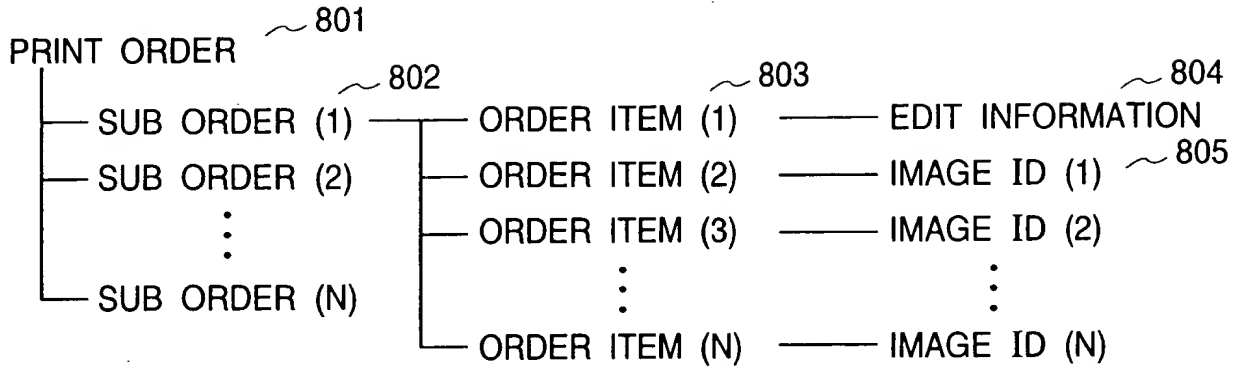 801
PRINT ORDER
802 803 804
SUB ORDER (1) ORDER ITEM (1) EDIT INFORMATION
805
SUB ORDER (2) ORDER ITEM (2) IMAGE ID (1)
ORDER ITEM (3) IMAGE ID (2)
SUB ORDER (N)
ORDER ITEM (N) IMAGE ID (N)